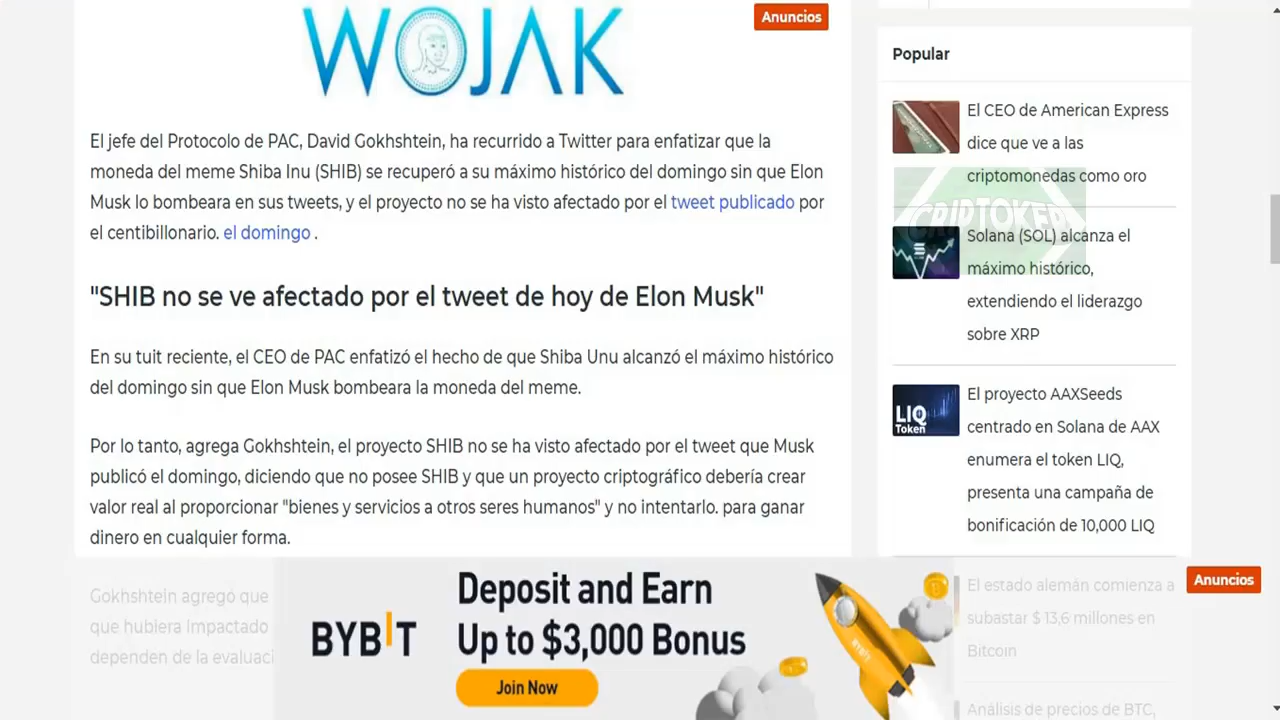 WOJAK
Anuncios
El jefe del Protocolo de PAC, David Gokhshtein, ha recurrido a Twitter para enfatizar que la
moneda del meme Shiba Inu (SHIB) se recuperó a su máximo histórico del domingo sin que Elon
Musk lo bombeara en sus tweets, y el proyecto no se ha visto afectado por el tweet publicado por
el centibillonario. el domingo .
"SHIB no se ve afectado por el tweet de hoy de Elon Musk"
En su tuit reciente, el CEO de PAC enfatizó el hecho de que Shiba Unu alcanzó el máximo histórico
del domingo sin que Elon Musk bombeara la moneda del meme.
Por lo tanto, agrega Gokhshtein, el proyecto SHIB no se ha visto afectado por el tweet que Musk
publicó el domingo, diciendo que no posee SHIB y que un proyecto criptográfico debería crear
valor real al proporcionar "bienes y servicios a otros seres humanos" y no intentarlo. para ganar
dinero en cualquier forma.
Gokhshtein agregó que
que hubiera impactado
dependen de la evaluaci
BYBIT
Deposit and Earn
Up to $3,000 Bonus
Join Now
BYBIT
Popular
El CEO de American Express
dice que ve a las
criptomonedas como oro
CRIPTOKER
Solana (SOL) alcanza el
máximo histórico,
extendiendo el liderazgo
sobre XRP
LIQ
Token
El proyecto AAXSeeds
centrado en Solana de AAX
enumera el token LIQ,
presenta una campaña de
bonificación de 10,000 LIQ
Anuncios
El estado alemán comienza a
subastar $ 13,6 millones en
Bitcoin
Análisis de precios de BTC,